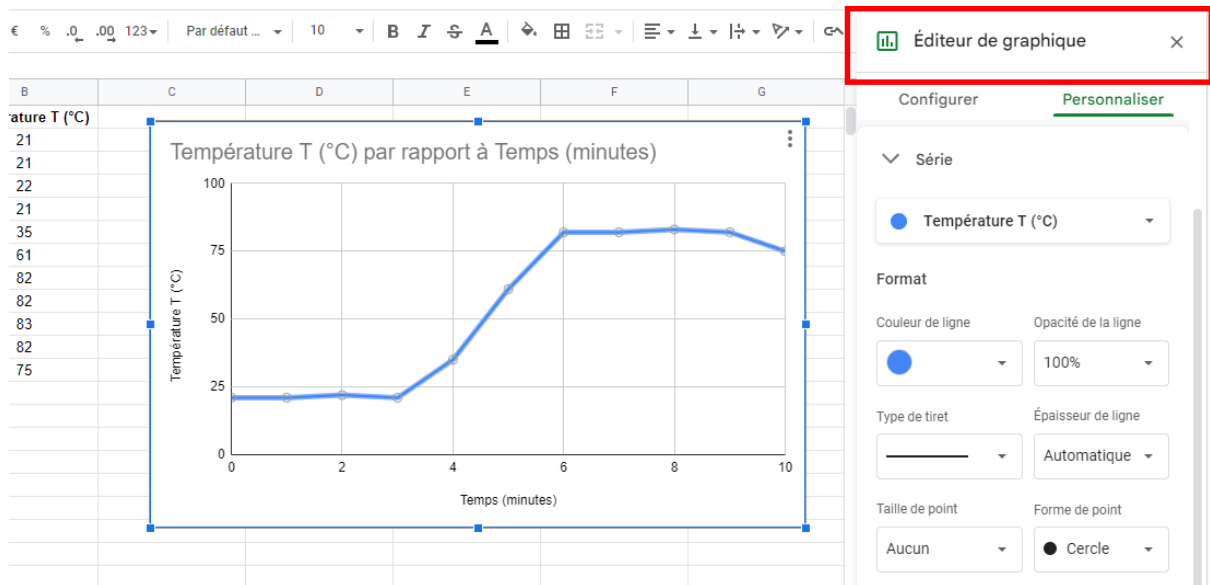 € % .0 .00 123 Par défaut ... 10 B I S A
Éditeur de graphique
Configurer Personnaliser
B C D E F G
ature T (°C)
21
21
22
21
35
61
82
82
83
82
75
Température T (°C) par rapport à Temps (minutes)
Température T (°C)
100
75
50
25
0
0 2 4 6 8 10
Temps (minutes)
Série
Température T (°C)
Format
Couleur de ligne Opacité de la ligne
100%
Type de tiret Épaisseur de ligne
Automatique
Taille de point Forme de point
Aucun Cercle